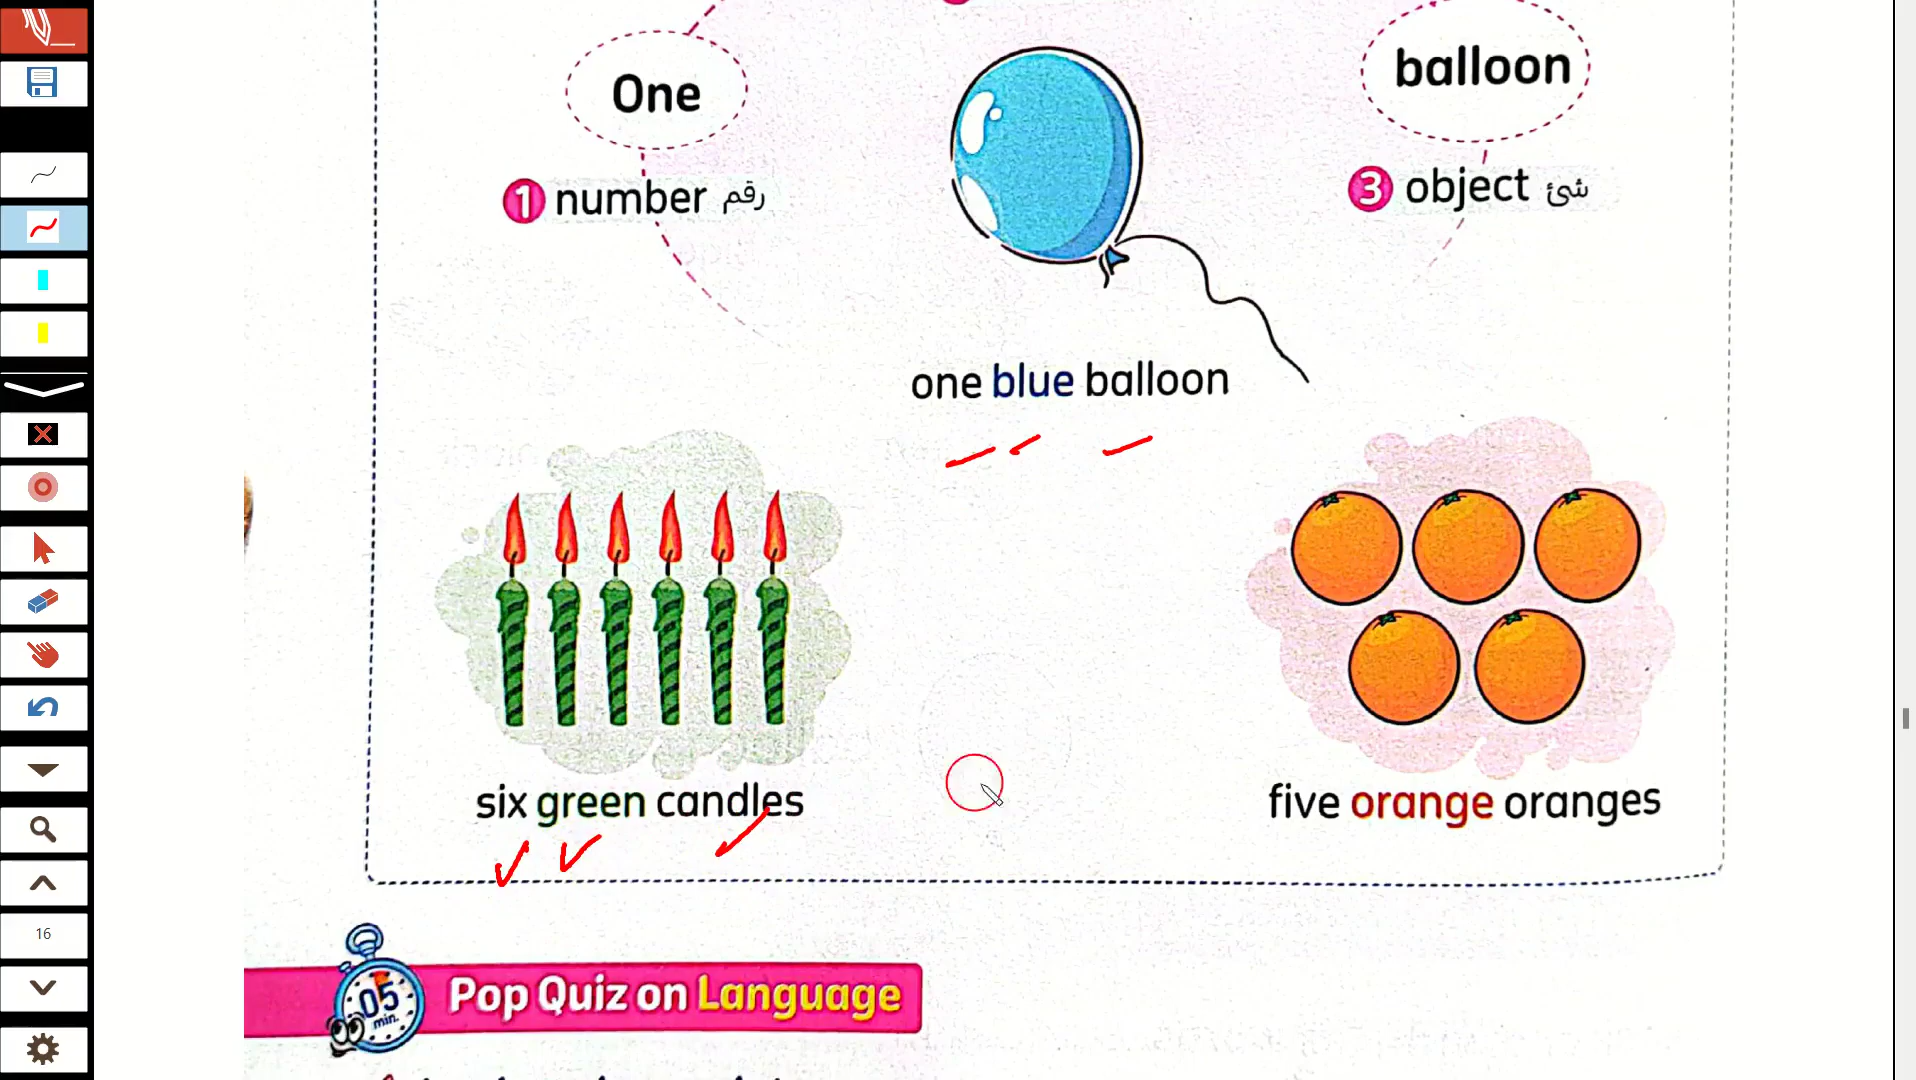 One
balloon
1 number رقم
3 object شئ
one blue balloon
six green candles
five orange oranges
05
min.
Pop Quiz on Language
16